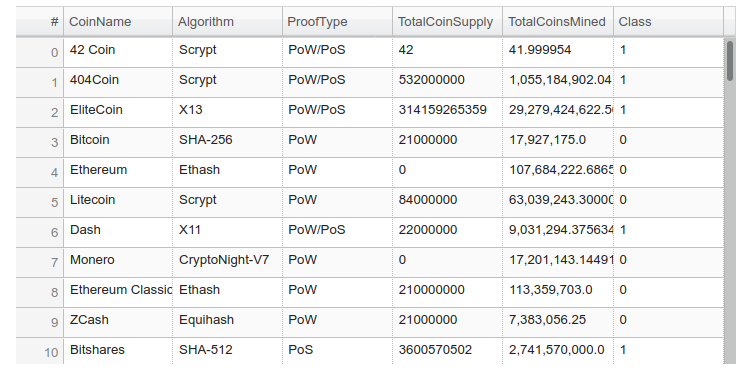 # CoinName Algorithm ProofType TotalCoinSupply TotalCoinsMined Class
0 42 Coin Scrypt PoW/PoS 42 41.999954 1
1 404Coin Scrypt PoW/PoS 532000000 1,055,184,902.04 1
2 EliteCoin X13 PoW/PoS 314159265359 29,279,424,622.5 1
3 Bitcoin SHA-256 PoW 21000000 17,927,175.0 0
4 Ethereum Ethash PoW 0 107,684,222.6865 0
5 Litecoin Scrypt PoW 84000000 63,039,243.30000 0
6 Dash X11 PoW/PoS 22000000 9,031,294.375634 1
7 Monero CryptoNight-V7 PoW 0 17,201,143.14491 0
8 Ethereum Classic Ethash PoW 210000000 113,359,703.0 0
9 ZCash Equihash PoW 21000000 7,383,056.25 0
10 Bitshares SHA-512 PoS 3600570502 2,741,570,000.0 1